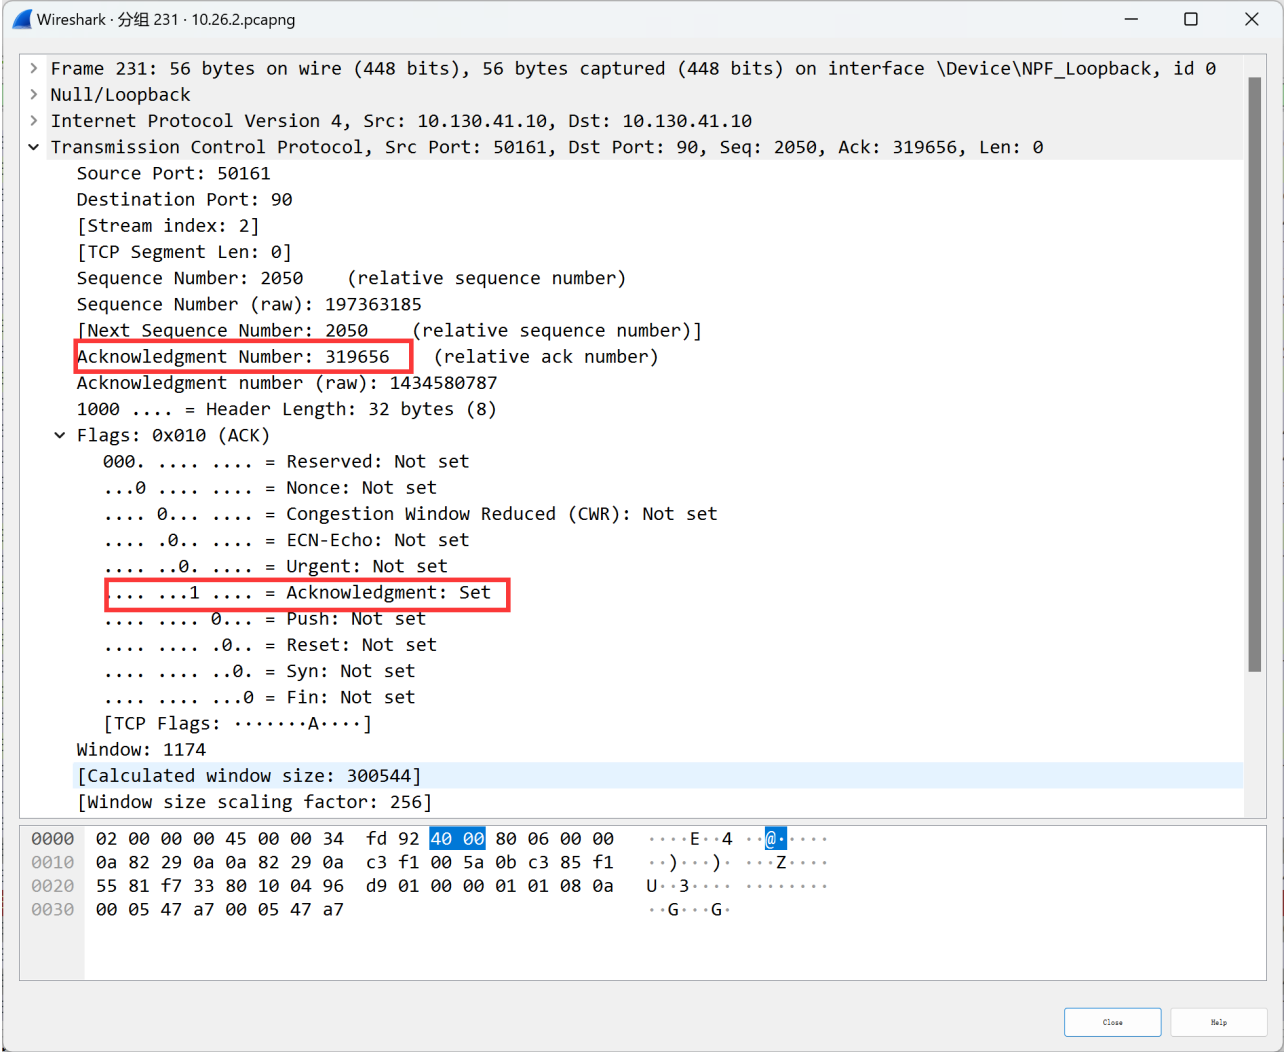 Wireshark · 分组 231 · 10.26.2.pcapng
Frame 231: 56 bytes on wire (448 bits), 56 bytes captured (448 bits) on interface \Device\NPF_Loopback, id 0
Null/Loopback
Internet Protocol Version 4, Src: 10.130.41.10, Dst: 10.130.41.10
Transmission Control Protocol, Src Port: 50161, Dst Port: 90, Seq: 2050, Ack: 319656, Len: 0
Source Port: 50161
Destination Port: 90
[Stream index: 2]
[TCP Segment Len: 0]
Sequence Number: 2050    (relative sequence number)
Sequence Number (raw): 197363185
[Next Sequence Number: 2050    (relative sequence number)]
Acknowledgment Number: 319656    (relative ack number)
Acknowledgment number (raw): 1434580787
1000 .... = Header Length: 32 bytes (8)
Flags: 0x010 (ACK)
000. .... .... = Reserved: Not set
...0 .... .... = Nonce: Not set
.... 0... .... = Congestion Window Reduced (CWR): Not set
.... .0.. .... = ECN-Echo: Not set
.... ..0. .... = Urgent: Not set
.... ...1 .... = Acknowledgment: Set
.... .... 0... = Push: Not set
.... .... .0.. = Reset: Not set
.... .... ..0. = Syn: Not set
.... .... ...0 = Fin: Not set
[TCP Flags: ·······A····]
Window: 1174
[Calculated window size: 300544]
[Window size scaling factor: 256]
0000 02 00 00 00 45 00 00 34 fd 92 40 00 80 06 00 00 ····E··4 ··@·····
0010 0a 82 29 0a 0a 82 29 0a c3 f1 00 5a 0b c3 85 f1 ··)···)· ···Z····
0020 55 81 f7 33 80 10 04 96 d9 01 00 00 01 01 08 0a U··3···· ········
0030 00 05 47 a7 00 05 47 a7 ··G···G·
Close
Help